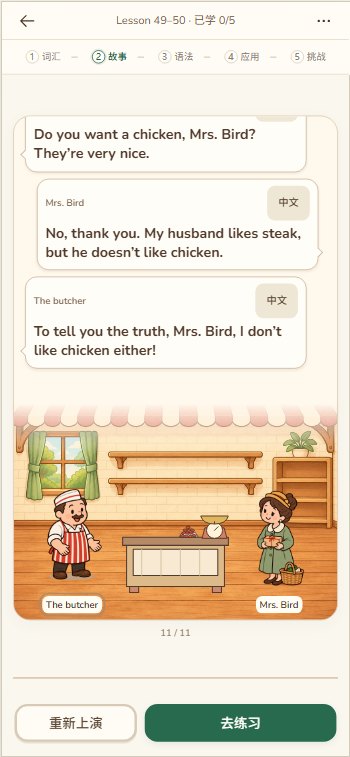 Lesson 49–50 · 已学 0/5
1 词汇 – 2 故事 – 3 语法 – 4 应用 – 5 挑战
Do you want a chicken, Mrs. Bird?
They’re very nice.
Mrs. Bird
中文
No, thank you. My husband likes steak,
but he doesn’t like chicken.
The butcher
中文
To tell you the truth, Mrs. Bird, I don’t
like chicken either!
The butcher
Mrs. Bird
11 / 11
重新上演
去练习